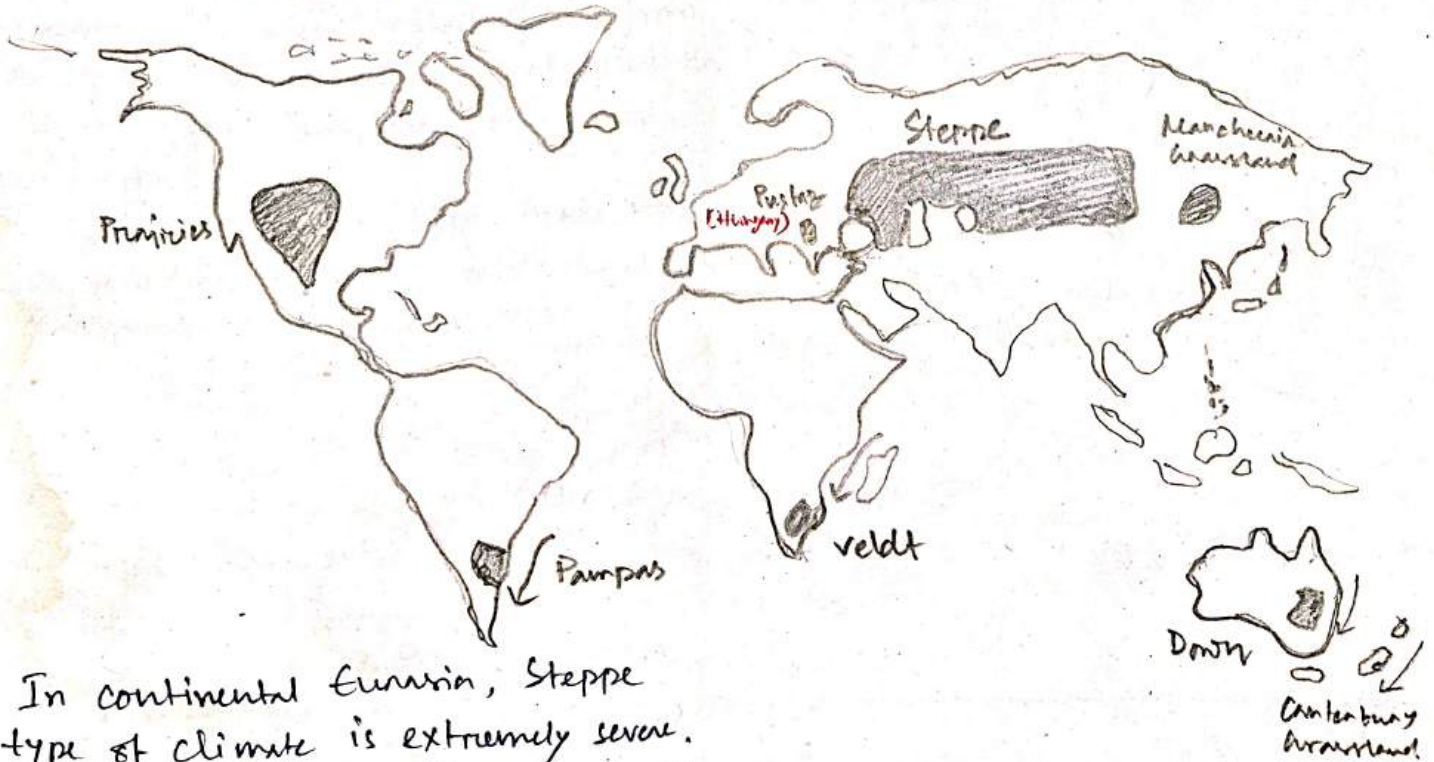 Steppe
Manchuria
Grassland
Pustaz
(Hungary)
Prairies
Pampas
veldt
Down
Canterbury
Grassland
In continental Eurasia, Steppe
type of climate is extremely severe.